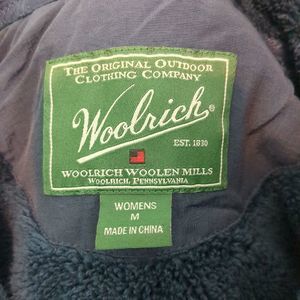 The Original Outdoor
Clothing Company
Woolrich®
EST. 1830
Woolrich Woolen Mills
Woolrich, Pennsylvania
WOMENS
M
MADE IN CHINA